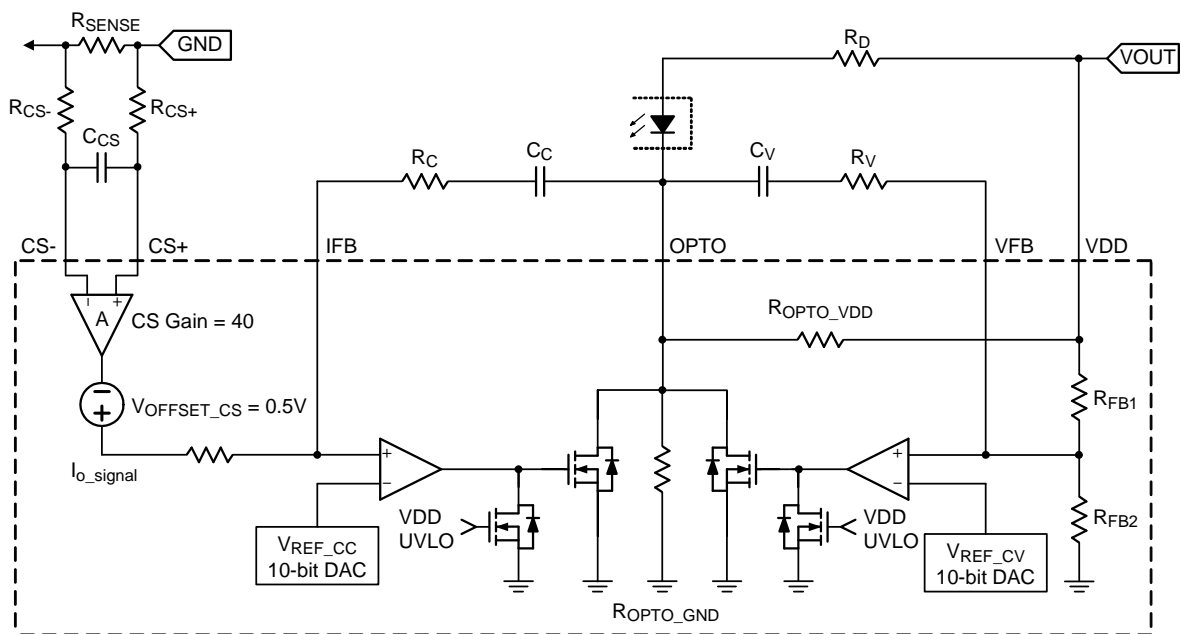 RSENSE
GND
RD
VOUT
RCS-
RCS+
CCS
RC
CC
CV
RV
CS-
CS+
IFB
OPTO
VFB
VDD
A
CS Gain = 40
ROPTO_VDD
VOFFSET_CS = 0.5V
RFB1
Io_signal
VREF_CC
10-bit DAC
VDD
UVLO
VDD
UVLO
VREF_CV
10-bit DAC
RFB2
ROPTO_GND